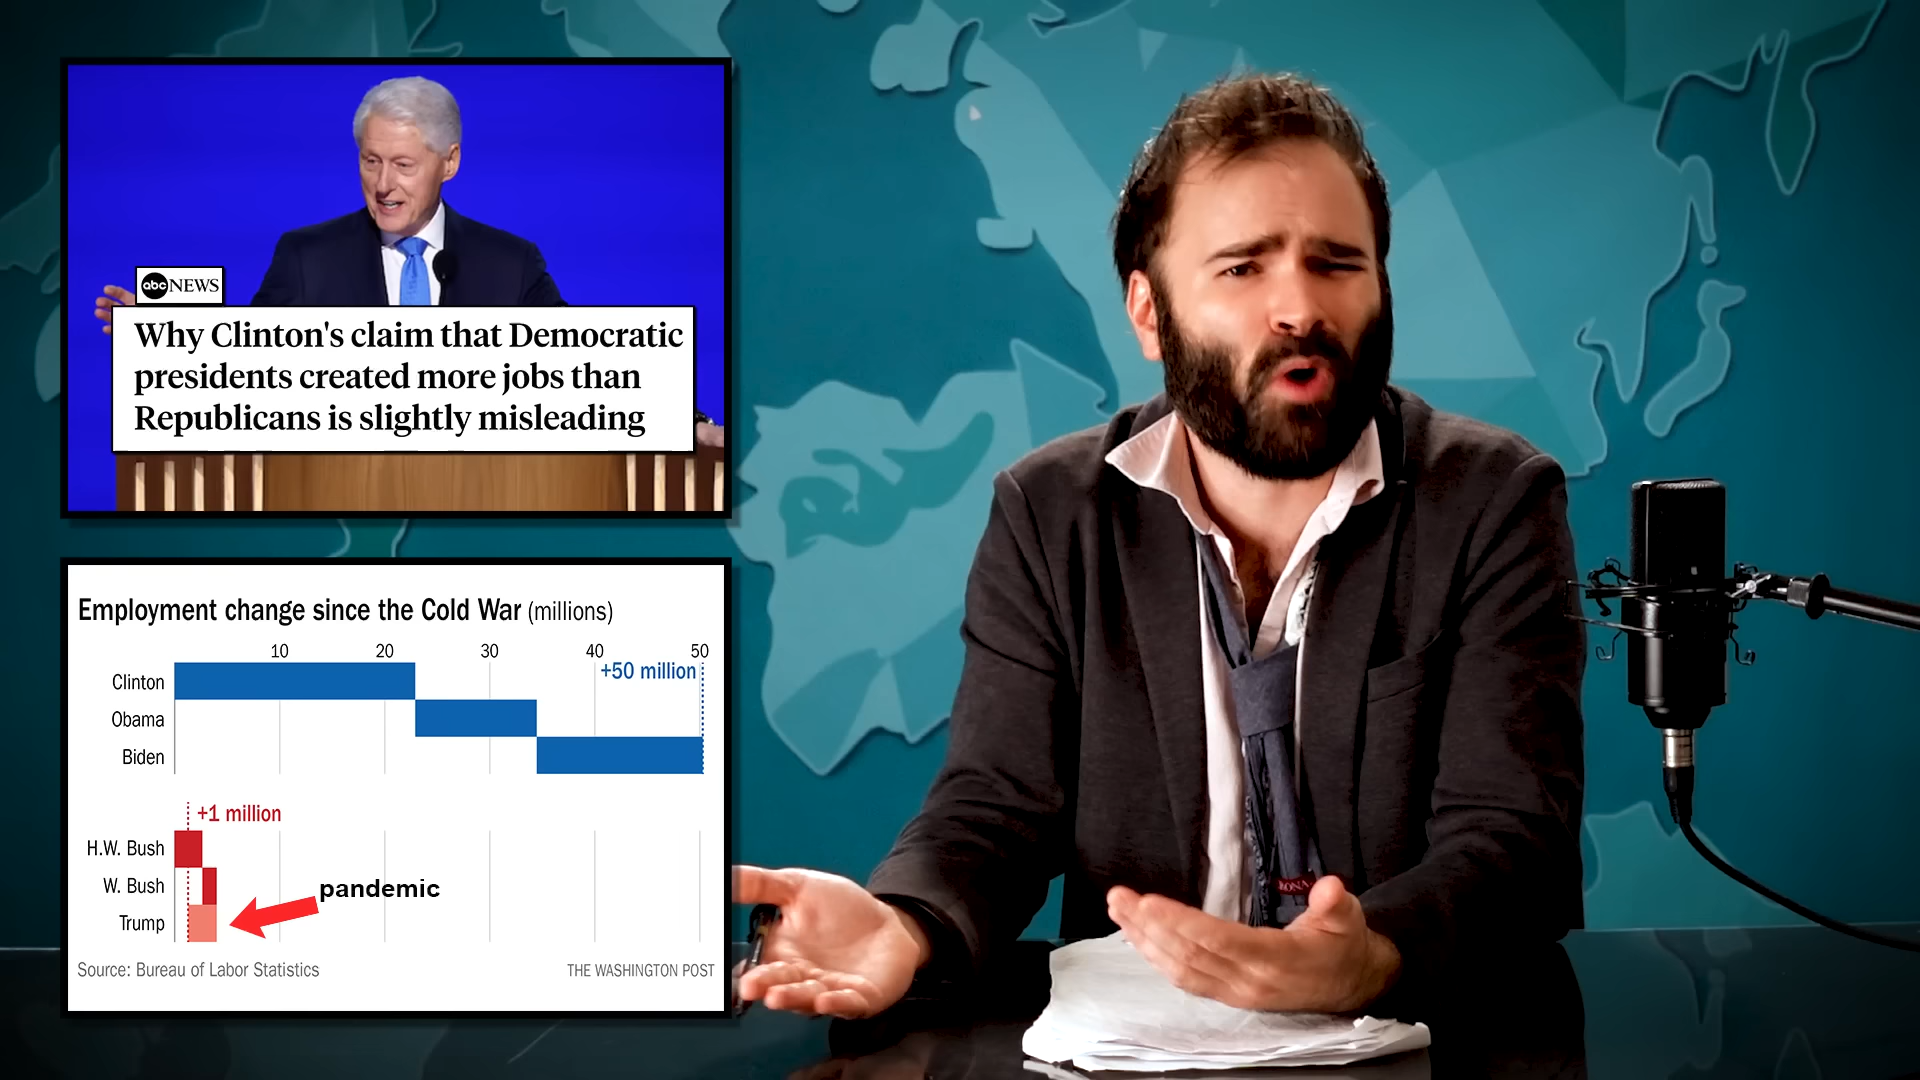 abc NEWS
Why Clinton's claim that Democratic
presidents created more jobs than
Republicans is slightly misleading
Employment change since the Cold War (millions)
10 20 30 40 50
+50 million
Clinton
Obama
Biden
+1 million
H.W. Bush
W. Bush
pandemic
Trump
Source: Bureau of Labor Statistics THE WASHINGTON POST